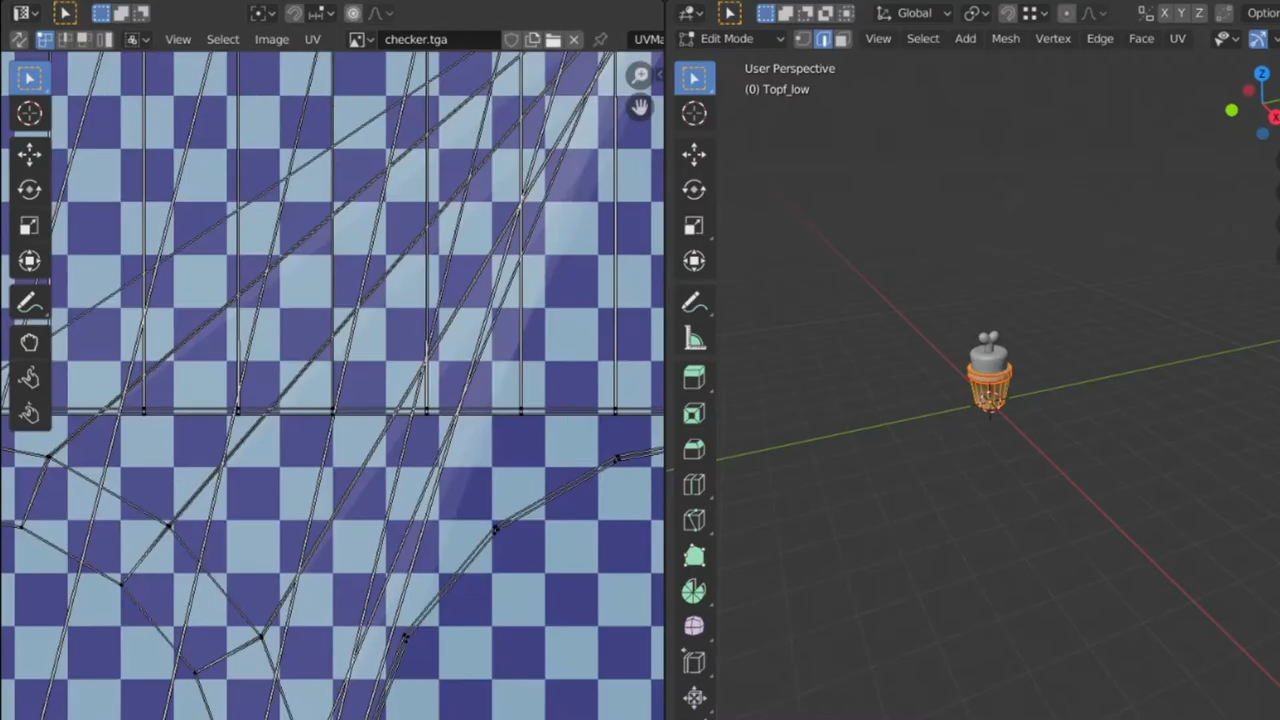 Global
Optio
View
Select
Image
UV
checker.tga
UVMa
Edit Mode
View
Select
Add
Mesh
Vertex
Edge
Face
UV
User Perspective
(0) Topf_low
X
Y
Z
Z
X